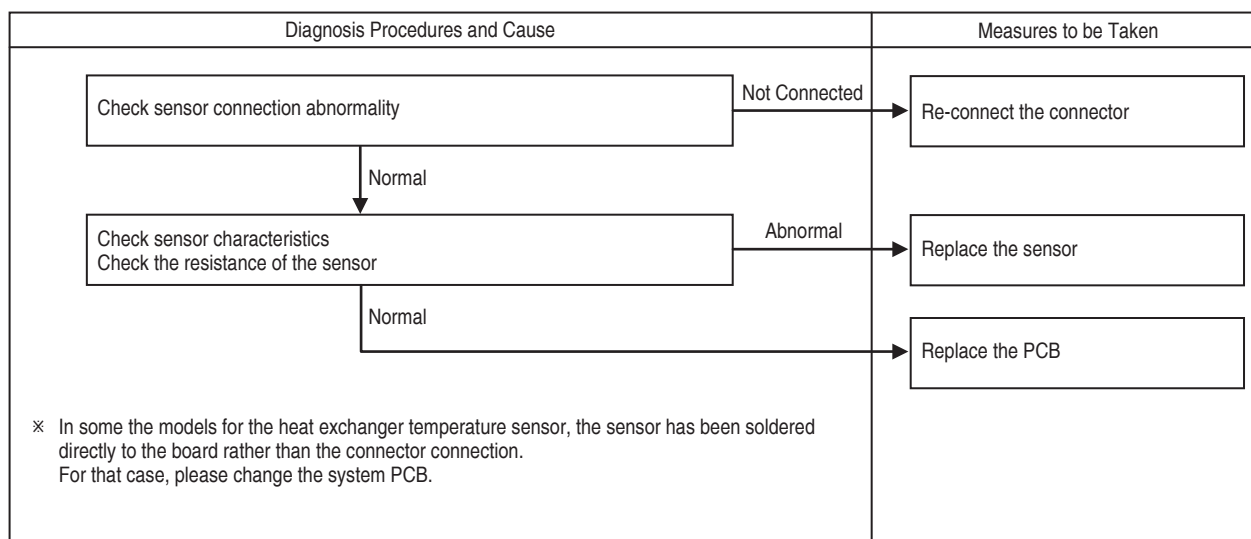 Diagnosis Procedures and Cause
Measures to be Taken
Check sensor connection abnormality
Not Connected
Re-connect the connector
Normal
Check sensor characteristics
Check the resistance of the sensor
Abnormal
Replace the sensor
Normal
Replace the PCB
※ In some the models for the heat exchanger temperature sensor, the sensor has been soldered
directly to the board rather than the connector connection.
For that case, please change the system PCB.